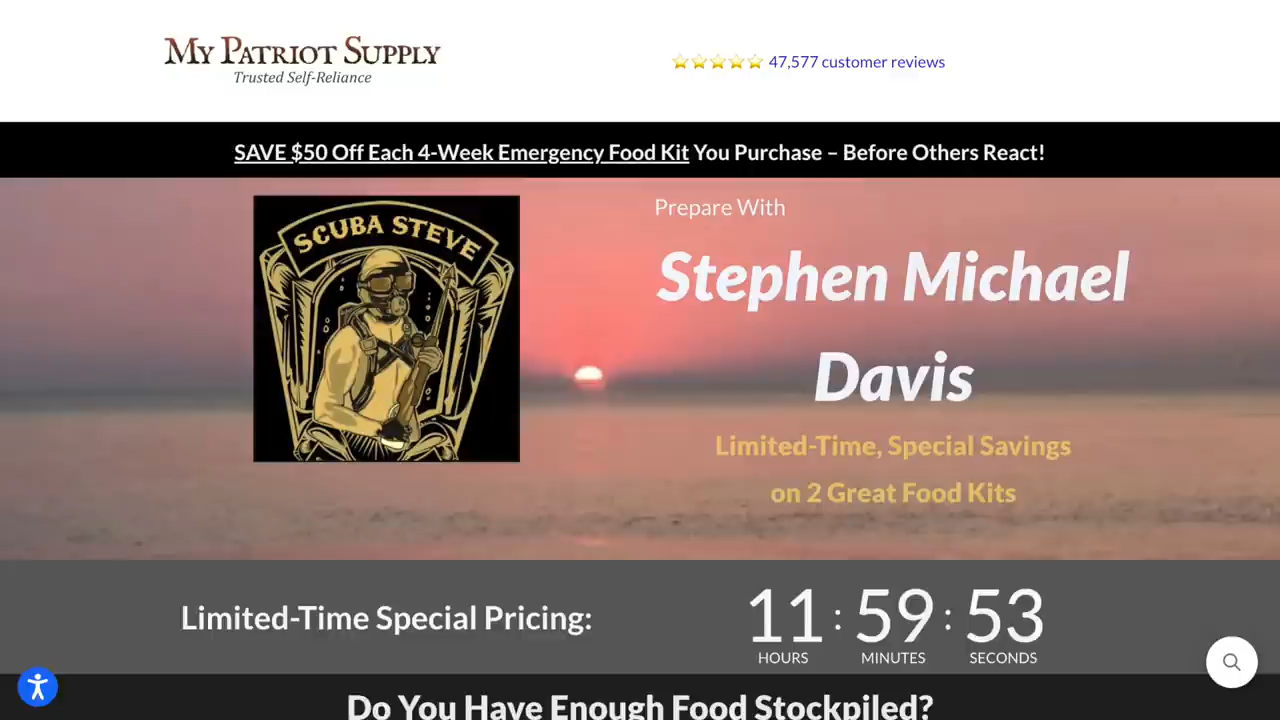 My Patriot Supply
Trusted Self-Reliance
47,577 customer reviews
SAVE $50 Off Each 4-Week Emergency Food Kit You Purchase – Before Others React!
SCUBA STEVE
Prepare With
Stephen Michael
Davis
Limited-Time, Special Savings
on 2 Great Food Kits
Limited-Time Special Pricing:
11 : 59 : 53
HOURS MINUTES SECONDS
Do You Have Enough Food Stockpiled?